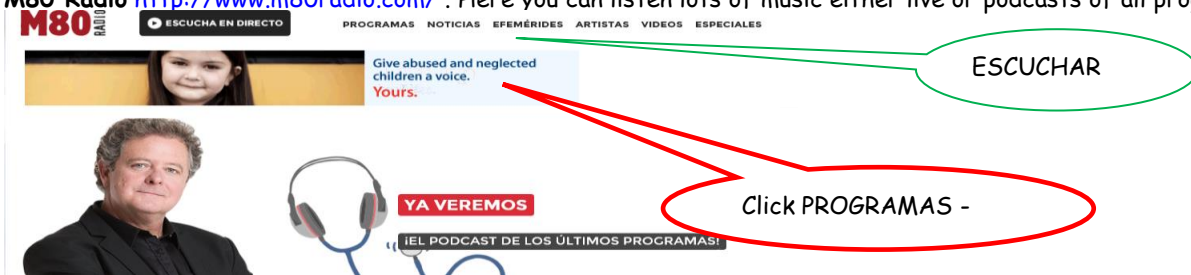 M80 Radio http://www.m80radio.com/ . Here you can listen lots of music either live or podcasts of all pro
M80 RADIO
ESCUCHA EN DIRECTO
PROGRAMAS NOTICIAS EFEMÉRIDES ARTISTAS VIDEOS ESPECIALES
Give abused and neglected
children a voice.
Yours.
ESCUCHAR
Click PROGRAMAS -
YA VEREMOS
¡EL PODCAST DE LOS ÚLTIMOS PROGRAMAS!